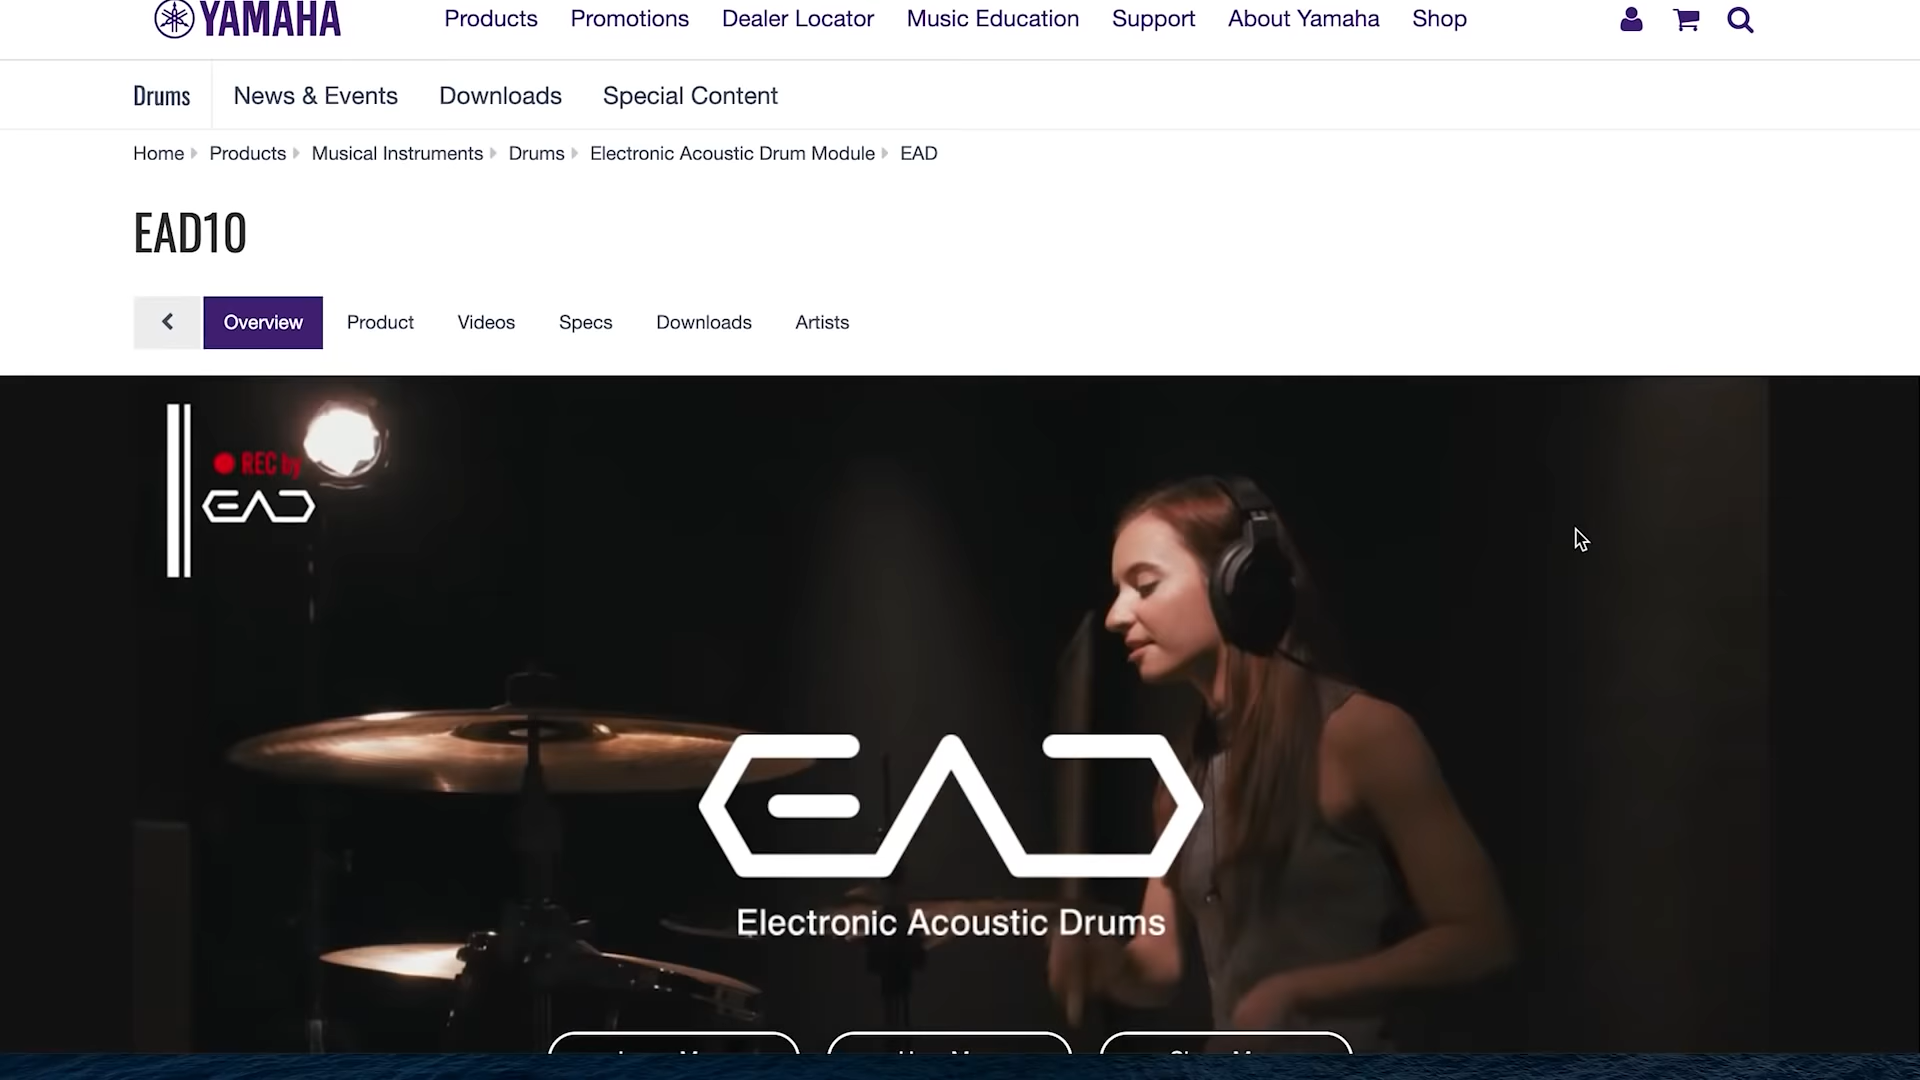 YAMAHA
Products Promotions Dealer Locator Music Education Support About Yamaha Shop
Drums News & Events Downloads Special Content
Home Products Musical Instruments Drums Electronic Acoustic Drum Module EAD
EAD10
Overview Product Videos Specs Downloads Artists
REC by
EAD
EAD
Electronic Acoustic Drums